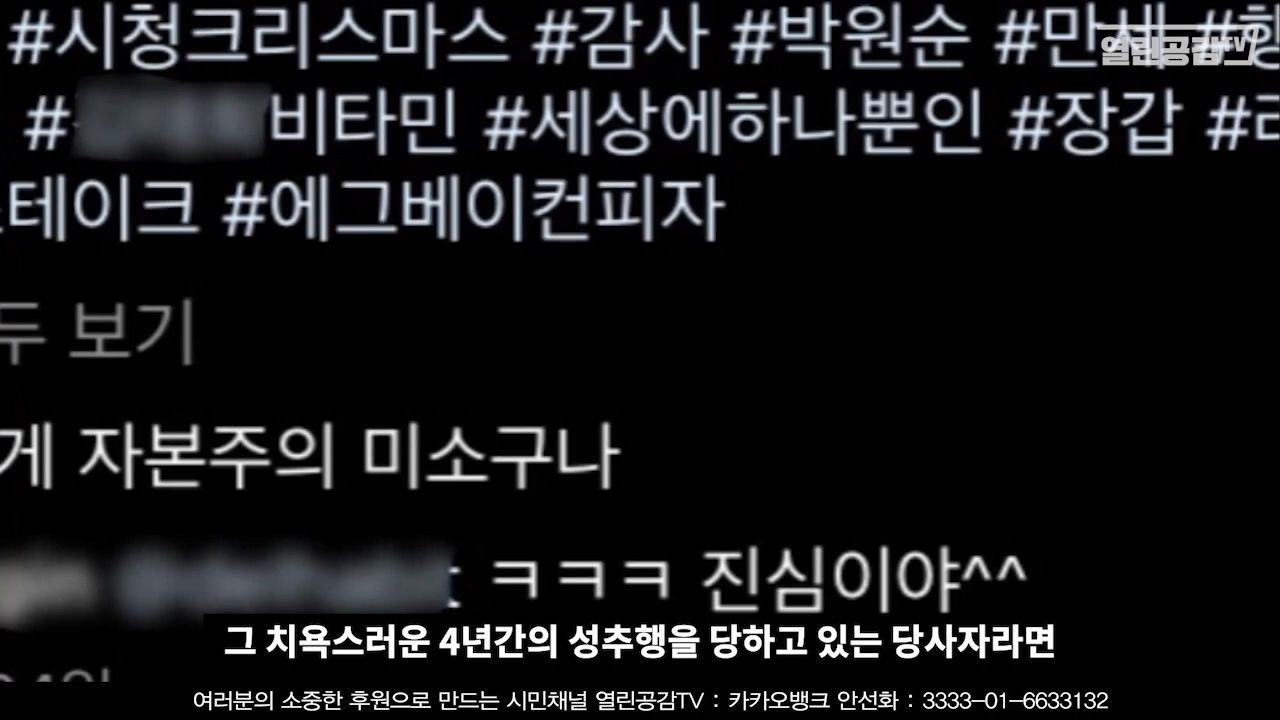 #시청크리스마스 #감사 #박원순 #만세
열린공감TV
비타민 #세상에하나뿐인 #장갑
테이크 #에그베이컨피자
두 보기
게 자본주의 미소구나
ㅋㅋㅋ 진심이야^^
그 치욕스러운 4년간의 성추행을 당하고 있는 당사자라면
여러분의 소중한 후원으로 만드는 시민채널 열린공감TV : 카카오뱅크 안선화 : 3333-01-6633132